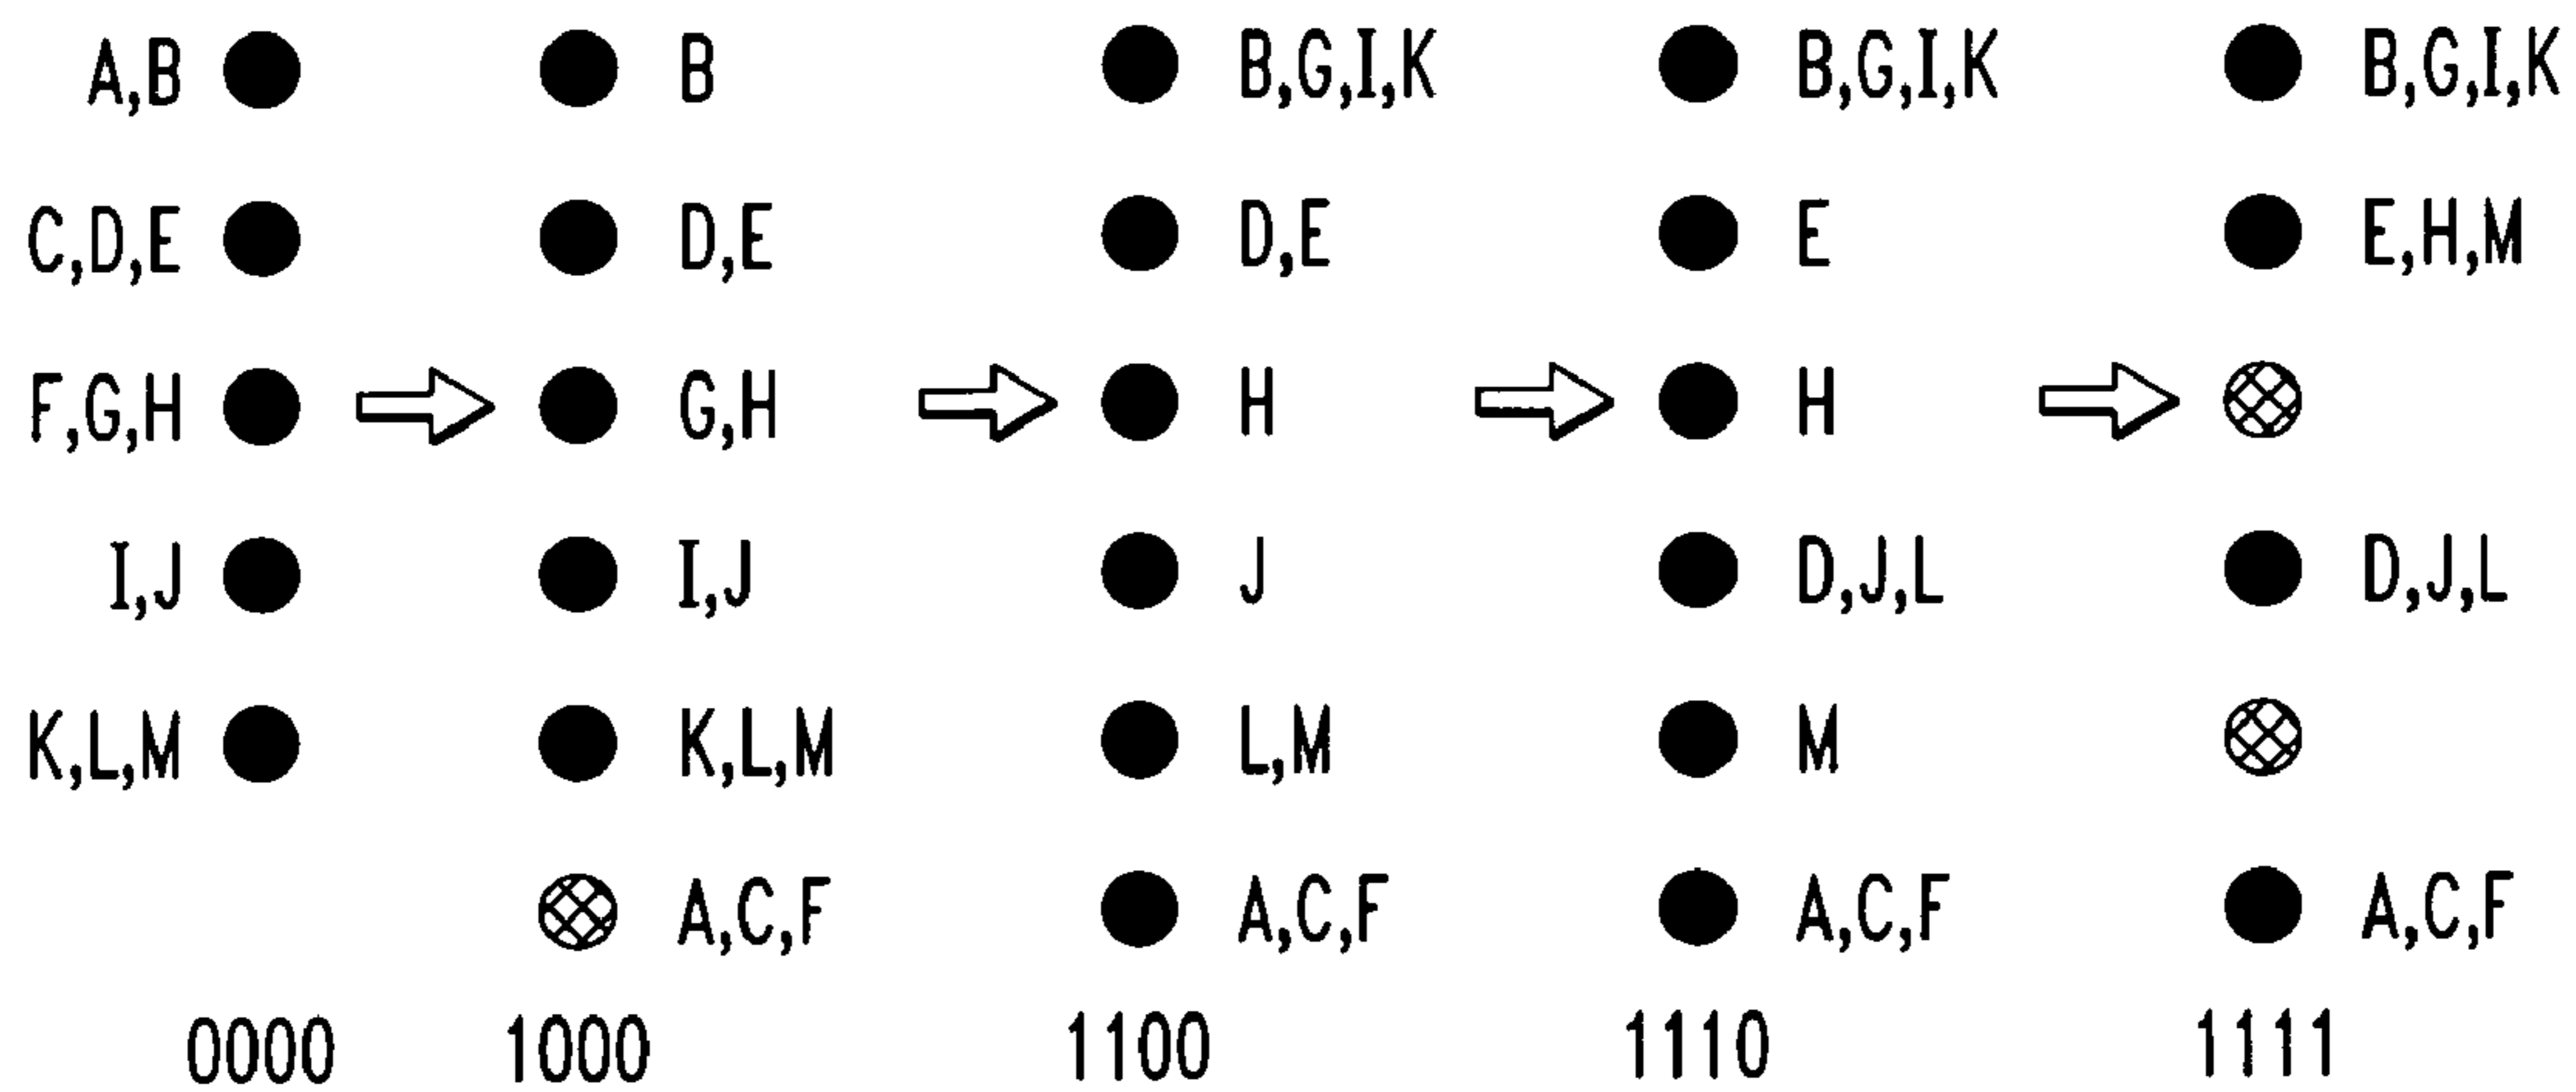 A,B B B,G,I,K B,G,I,K B,G,I,K
C,D,E D,E D,E E E,H,M
F,G,H G,H H H
I,J I,J J D,J,L D,J,L
K,L,M K,L,M L,M M
A,C,F A,C,F A,C,F A,C,F
0000 1000 1100 1110 1111